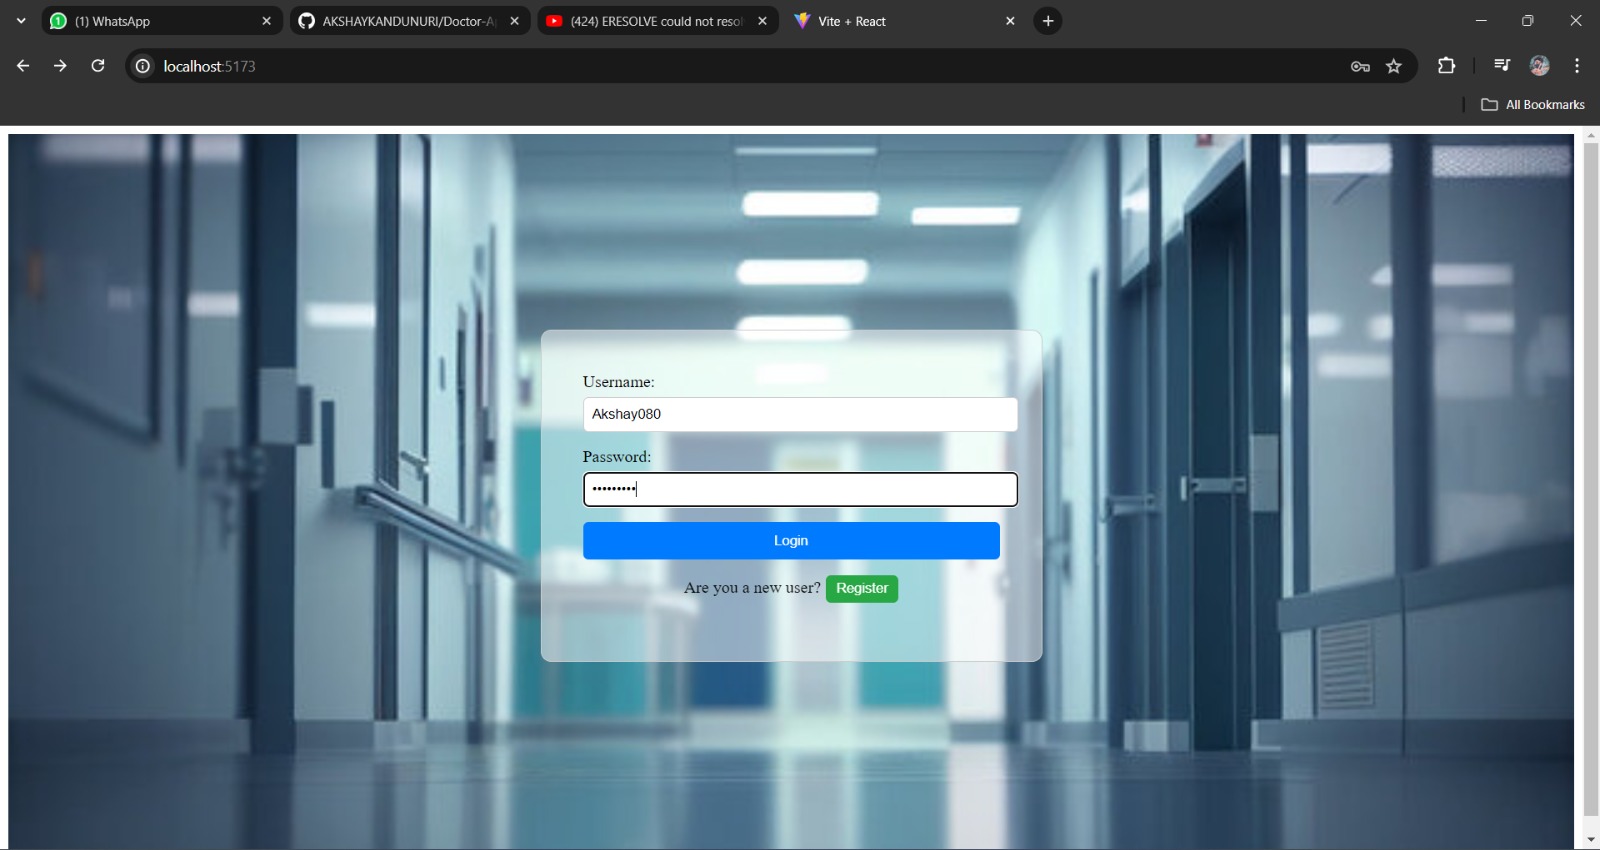 (1) WhatsApp
AKSHAYKANDUNURI/Doctor-A
(424) ERESOLVE could not resol
Vite + React
localhost:5173
All Bookmarks
Username:
Akshay080
Password:
•••••••••
Login
Are you a new user? Register